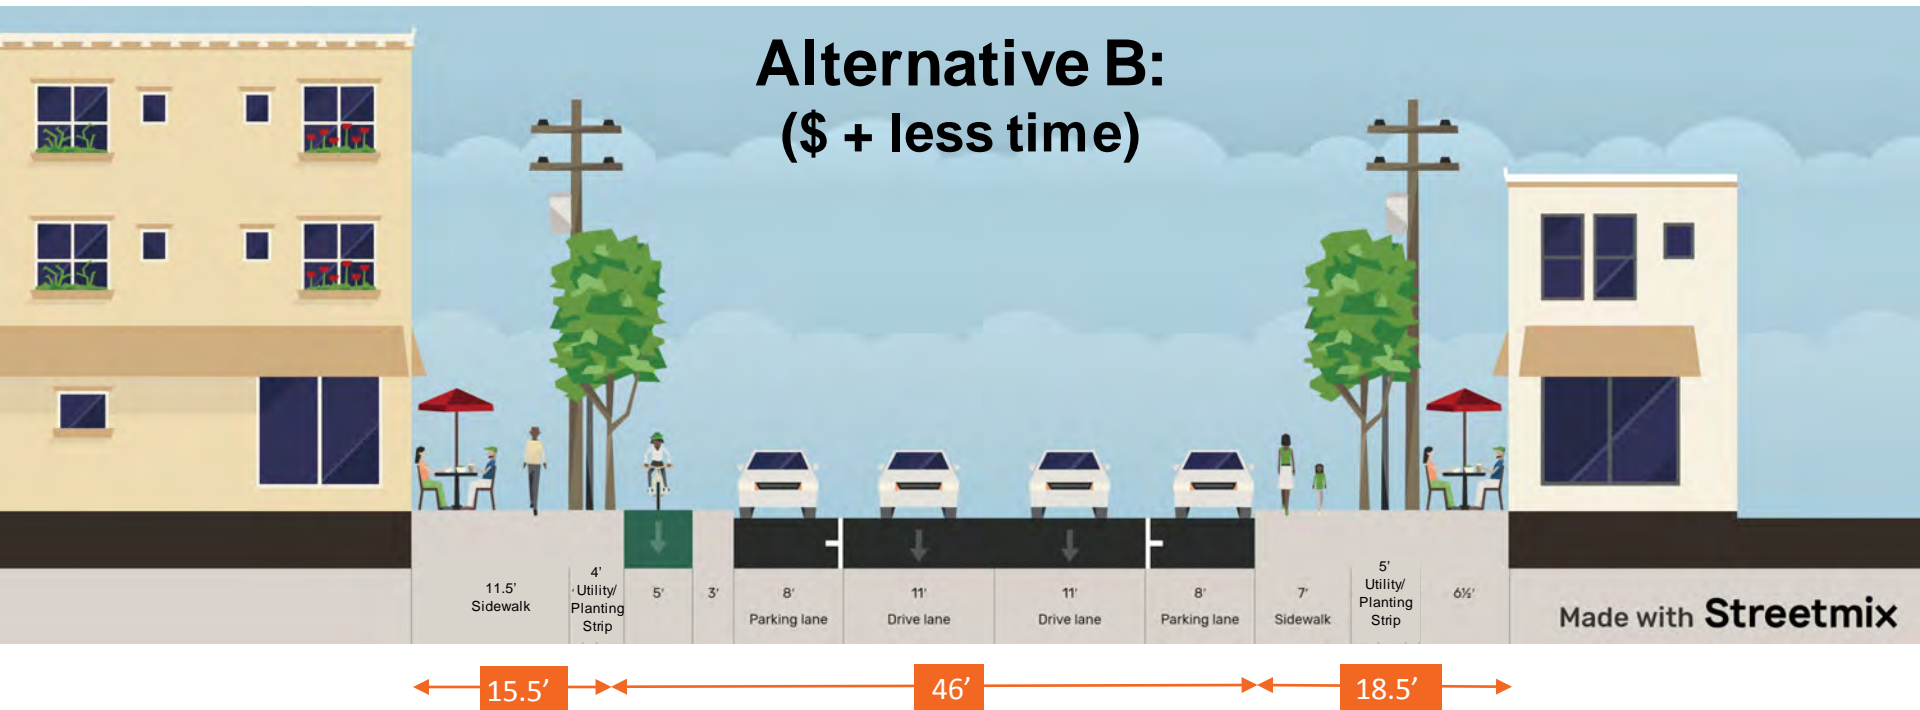 Alternative B:
($ + less time)
11.5'
Sidewalk
4'
Utility/
Planting
Strip
5'
3'
8'
Parking lane
11'
Drive lane
11'
Drive lane
8'
Parking lane
7'
Sidewalk
5'
Utility/
Planting
Strip
6½'
Made with Streetmix
15.5’
46’
18.5’